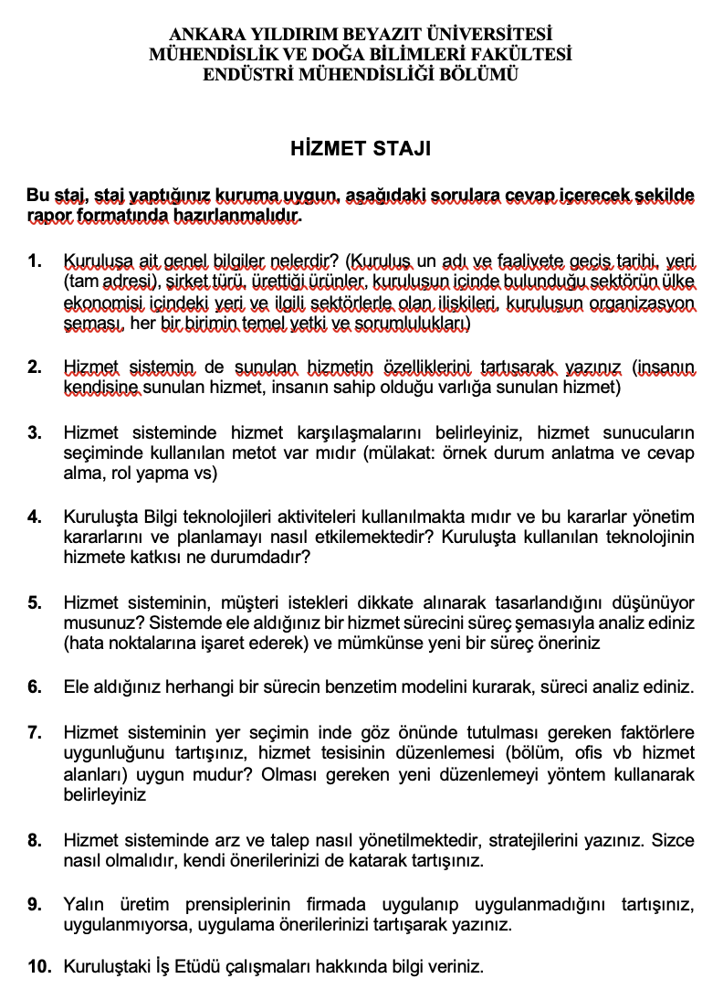 ANKARA YILDIRIM BEYAZIT ÜNİVERSİTESİ
MÜHENDİSLİK VE DOĞA BİLİMLERİ FAKÜLTESİ
ENDÜSTRİ MÜHENDİSLİĞİ BÖLÜMÜ
HİZMET STAJI
Bu staj, staj yaptığınız kuruma uygun, aşağıdaki sorulara cevap içerecek şekilde
rapor formatında hazırlanmalıdır.
1. Kuruluşa ait genel bilgiler nelerdir? (Kuruluş un adı ve faaliyete geçiş tarihi, yeri
(tam adresi), şirket türü, ürettiği ürünler, kuruluşun içinde bulunduğu sektörün ülke
ekonomisi içindeki yeri ve ilgili sektörlerle olan ilişkileri, kuruluşun organizasyon
şeması, her bir birimin temel yetki ve sorumlulukları)
2. Hizmet sistemin de sunulan hizmetin özelliklerini tartışarak yazınız (insanın
kendisine sunulan hizmet, insanın sahip olduğu varlığa sunulan hizmet)
3. Hizmet sisteminde hizmet karşılaşmalarını belirleyiniz, hizmet sunucuların
seçiminde kullanılan metot var mıdır (mülakat: örnek durum anlatma ve cevap
alma, rol yapma vs)
4. Kuruluşta Bilgi teknolojileri aktiviteleri kullanılmakta mıdır ve bu kararlar yönetim
kararlarını ve planlamayı nasıl etkilemektedir? Kuruluşta kullanılan teknolojinin
hizmete katkısı ne durumdadır?
5. Hizmet sisteminin, müşteri istekleri dikkate alınarak tasarlandığını düşünüyor
musunuz? Sistemde ele aldığınız bir hizmet sürecini süreç şemasıyla analiz ediniz
(hata noktalarına işaret ederek) ve mümkünse yeni bir süreç öneriniz
6. Ele aldığınız herhangi bir sürecin benzetim modelini kurarak, süreci analiz ediniz.
7. Hizmet sisteminin yer seçimin inde göz önünde tutulması gereken faktörlere
uygunluğunu tartışınız, hizmet tesisinin düzenlemesi (bölüm, ofis vb hizmet
alanları) uygun mudur? Olması gereken yeni düzenlemeyi yöntem kullanarak
belirleyiniz
8. Hizmet sisteminde arz ve talep nasıl yönetilmektedir, stratejilerini yazınız. Sizce
nasıl olmalıdır, kendi önerilerinizi de katarak tartışınız.
9. Yalın üretim prensiplerinin firmada uygulanıp uygulanmadığını tartışınız,
uygulanmıyorsa, uygulama önerilerinizi tartışarak yazınız.
10. Kuruluştaki İş Etüdü çalışmaları hakkında bilgi veriniz.